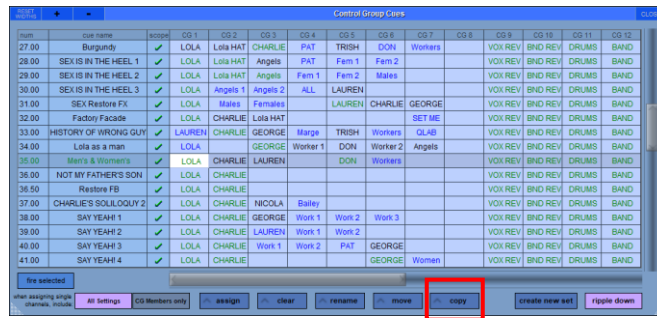 RESET WIDTHS + - Control Group Cues CLOSE
num cue name scope CG 1 CG 2 CG 3 CG 4 CG 5 CG 6 CG 7 CG 8 CG 9 CG 10 CG 11 CG 12
27.00 Burgundy ✓ LOLA Lola HAT CHARLIE PAT TRISH DON Workers VOX REV BND REV DRUMS BAND
28.00 SEX IS IN THE HEEL 1 ✓ LOLA Lola HAT Angels PAT Fem 1 Fem 2 VOX REV BND REV DRUMS BAND
29.00 SEX IS IN THE HEEL 2 ✓ LOLA Lola HAT Angels Fem 1 Fem 2 Males VOX REV BND REV DRUMS BAND
30.00 SEX IS IN THE HEEL 3 ✓ LOLA Angels 1 Angels 2 ALL LAUREN VOX REV BND REV DRUMS BAND
31.00 SEX Restore FX ✓ LOLA Males Females LAUREN CHARLIE GEORGE VOX REV BND REV DRUMS BAND
32.00 Factory Facade ✓ LOLA CHARLIE Lola HAT SET ME VOX REV BND REV DRUMS BAND
33.00 HISTORY OF WRONG GUY ✓ LAUREN CHARLIE GEORGE Marge TRISH Workers QLAB VOX REV BND REV DRUMS BAND
34.00 Lola as a man ✓ LOLA GEORGE Worker 1 DON Worker 2 Angels VOX REV BND REV DRUMS BAND
35.00 Men's & Women's ✓ LOLA CHARLIE LAUREN DON Workers VOX REV BND REV DRUMS BAND
36.00 NOT MY FATHER'S SON ✓ LOLA CHARLIE VOX REV BND REV DRUMS BAND
36.50 Restore FB ✓ LOLA CHARLIE VOX REV BND REV DRUMS BAND
37.00 CHARLIE'S SOLILOQUY 2 ✓ LOLA CHARLIE NICOLA Bailey VOX REV BND REV DRUMS BAND
38.00 SAY YEAH! 1 ✓ LOLA CHARLIE GEORGE Work 1 Work 2 Work 3 VOX REV BND REV DRUMS BAND
39.00 SAY YEAH! 2 ✓ LOLA CHARLIE LAUREN Work 1 Work 2 VOX REV BND REV DRUMS BAND
40.00 SAY YEAH! 3 ✓ LOLA CHARLIE Work 1 Work 2 PAT GEORGE VOX REV BND REV DRUMS BAND
41.00 SAY YEAH! 4 ✓ LOLA CHARLIE GEORGE Women VOX REV BND REV DRUMS BAND
fire selected
when assigning single channels, include: All Settings CG Members only assign clear rename move copy create new set ripple down